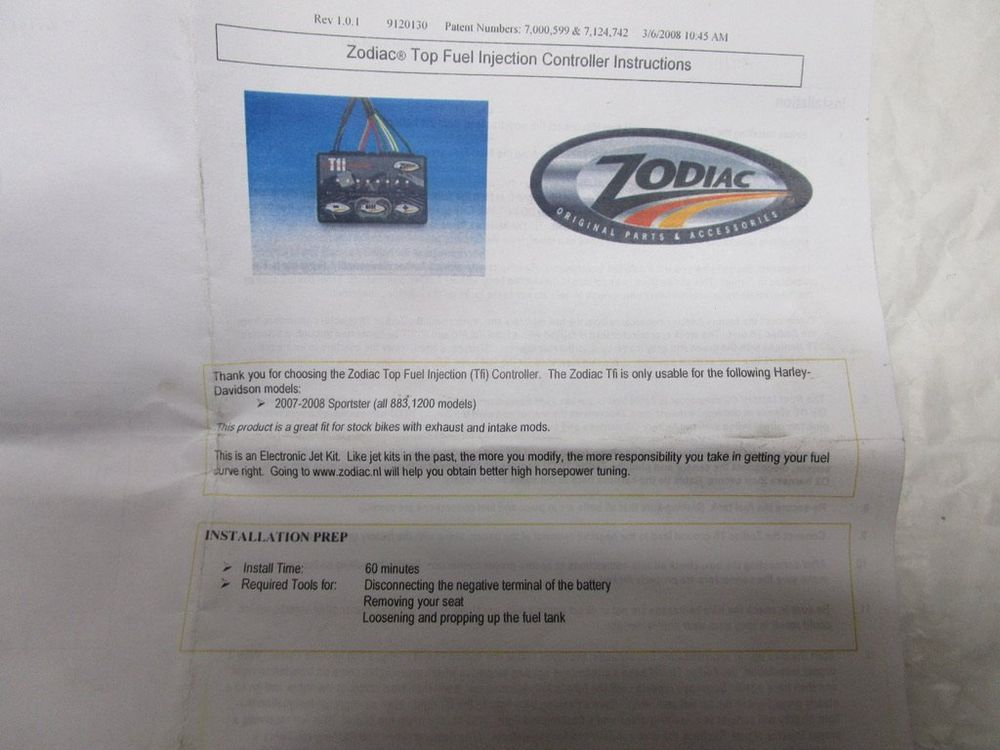 Rev 1.0.1 9120130 Patent Numbers: 7,000,599 & 7,124,742 3/6/2008 10:45 AM
Zodiac® Top Fuel Injection Controller Instructions
Tfi
ZODIAC
ORIGINAL PARTS & ACCESSORIES
Thank you for choosing the Zodiac Top Fuel Injection (Tfi) Controller. The Zodiac Tfi is only usable for the following Harley-
Davidson models:
➢ 2007-2008 Sportster (all 883,1200 models)
This product is a great fit for stock bikes with exhaust and intake mods.
This is an Electronic Jet Kit. Like jet kits in the past, the more you modify, the more responsibility you take in getting your fuel
curve right. Going to www.zodiac.nl will help you obtain better high horsepower tuning.
INSTALLATION PREP
➢ Install Time: 60 minutes
➢ Required Tools for: Disconnecting the negative terminal of the battery
Removing your seat
Loosening and propping up the fuel tank